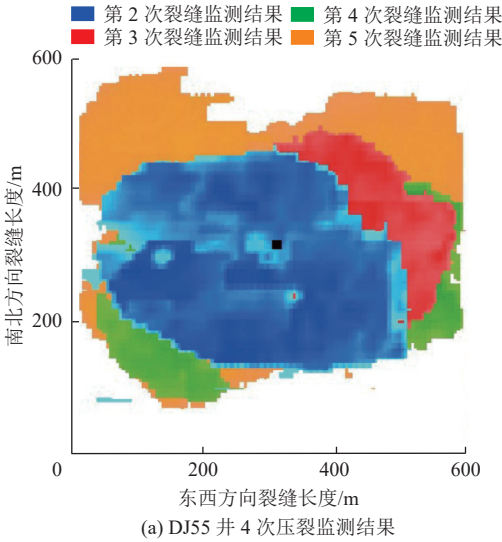 第 2 次裂缝监测结果 第 4 次裂缝监测结果
第 3 次裂缝监测结果 第 5 次裂缝监测结果
600
400
200
0 200 400 600
南北方向裂缝长度/m
东西方向裂缝长度/m
(a) DJ55 井 4 次压裂监测结果